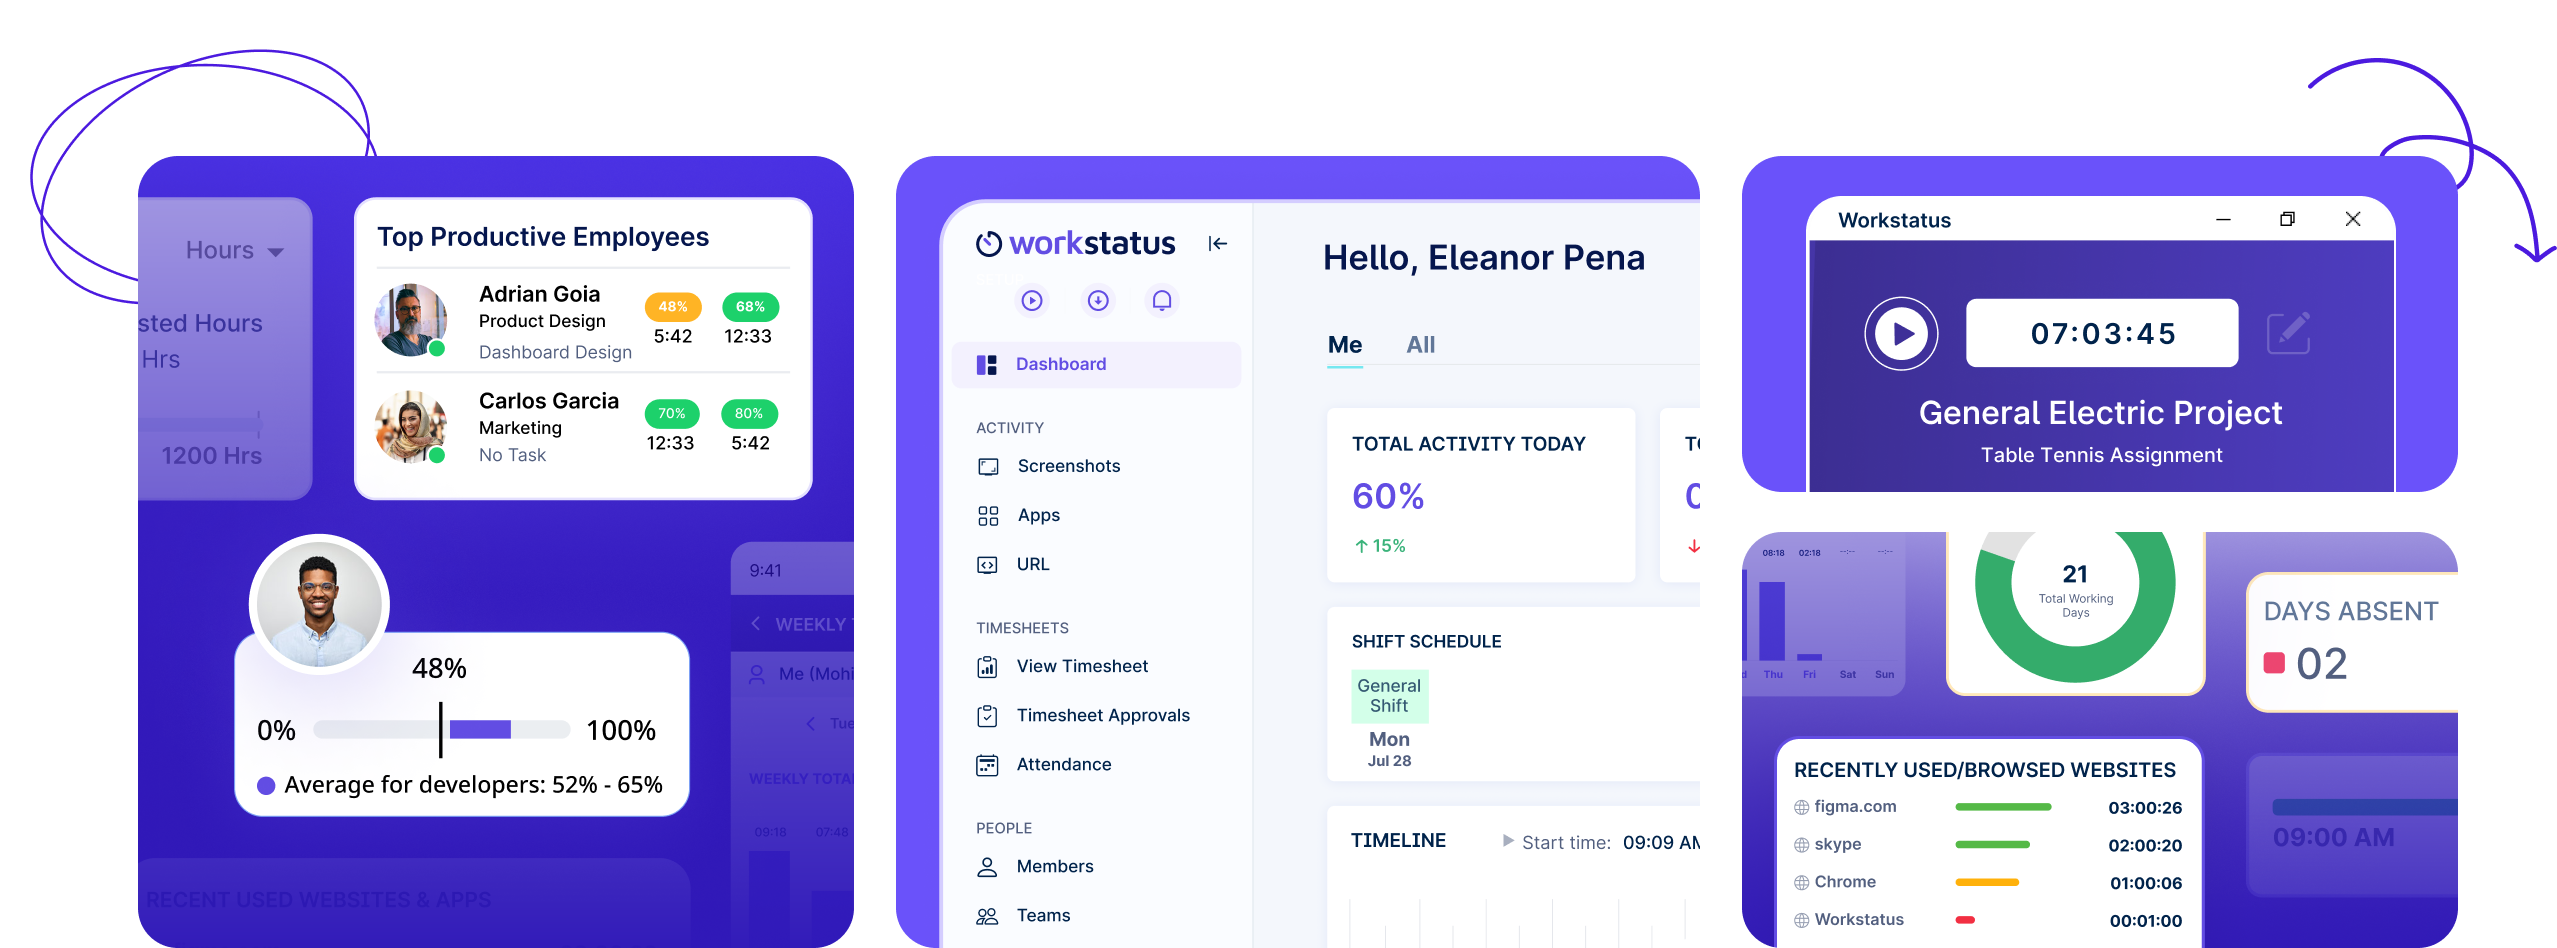 Hours
sted Hours
Hrs
1200 Hrs
Top Productive Employees
Adrian Goia
Product Design
Dashboard Design
48%
5:42
68%
12:33
Carlos Garcia
Marketing
No Task
70%
12:33
80%
5:42
48%
0%
100%
Average for developers: 52% - 65%
9:41
WEEKLY
Me (Mohi
Tue
WEEKLY TOTA
09:18
07:48
RECENT USED WEBSITES & APPS
workstatus
Dashboard
ACTIVITY
Screenshots
Apps
URL
TIMESHEETS
View Timesheet
Timesheet Approvals
Attendance
PEOPLE
Members
Teams
Hello, Eleanor Pena
Me
All
TOTAL ACTIVITY TODAY
60%
15%
SHIFT SCHEDULE
General
Shift
Mon
Jul 28
TIMELINE
Start time: 09:09 AM
Workstatus
07:03:45
General Electric Project
Table Tennis Assignment
08:18
02:18
--:--
--:--
Thu
Fri
Sat
Sun
21
Total Working
Days
DAYS ABSENT
02
RECENTLY USED/BROWSED WEBSITES
figma.com 03:00:26
skype 02:00:20
Chrome 01:00:06
Workstatus 00:01:00
09:00 AM